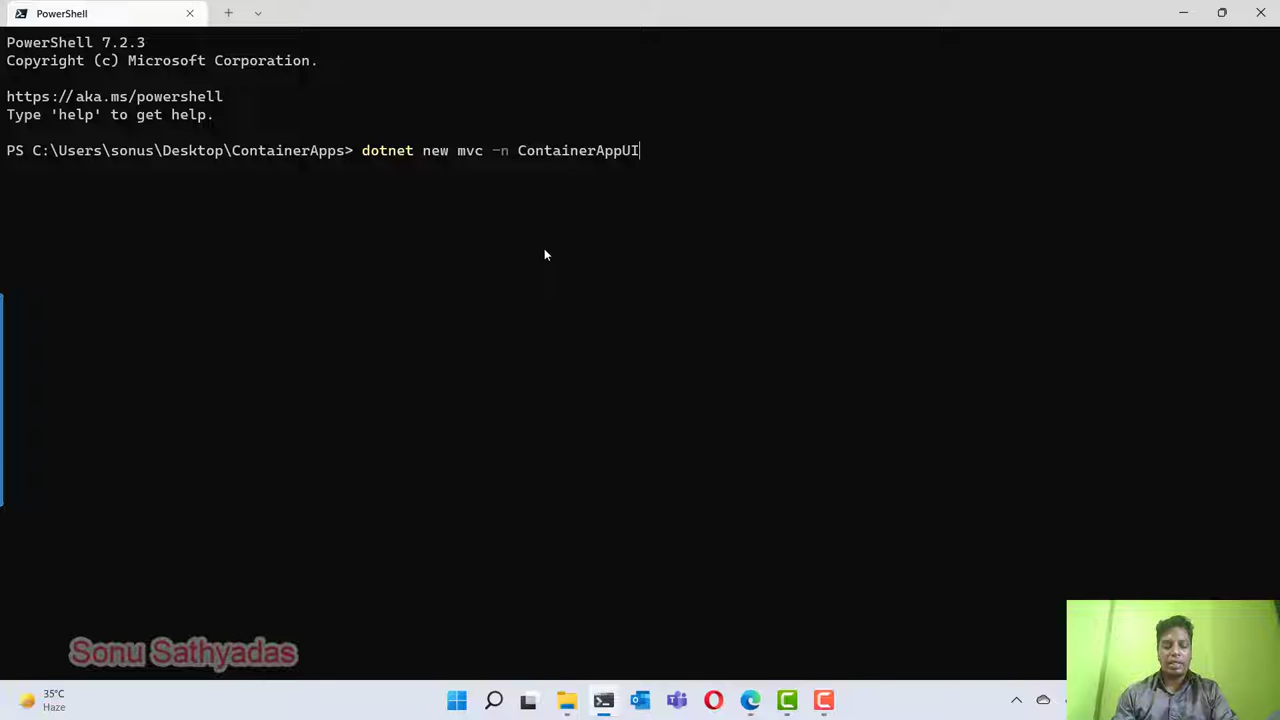 PowerShell
PowerShell 7.2.3
Copyright (c) Microsoft Corporation.
https://aka.ms/powershell
Type 'help' to get help.
PS C:\Users\sonus\Desktop\ContainerApps> dotnet new mvc -n ContainerAppUI
Sonu Sathyadas
35°C
Haze